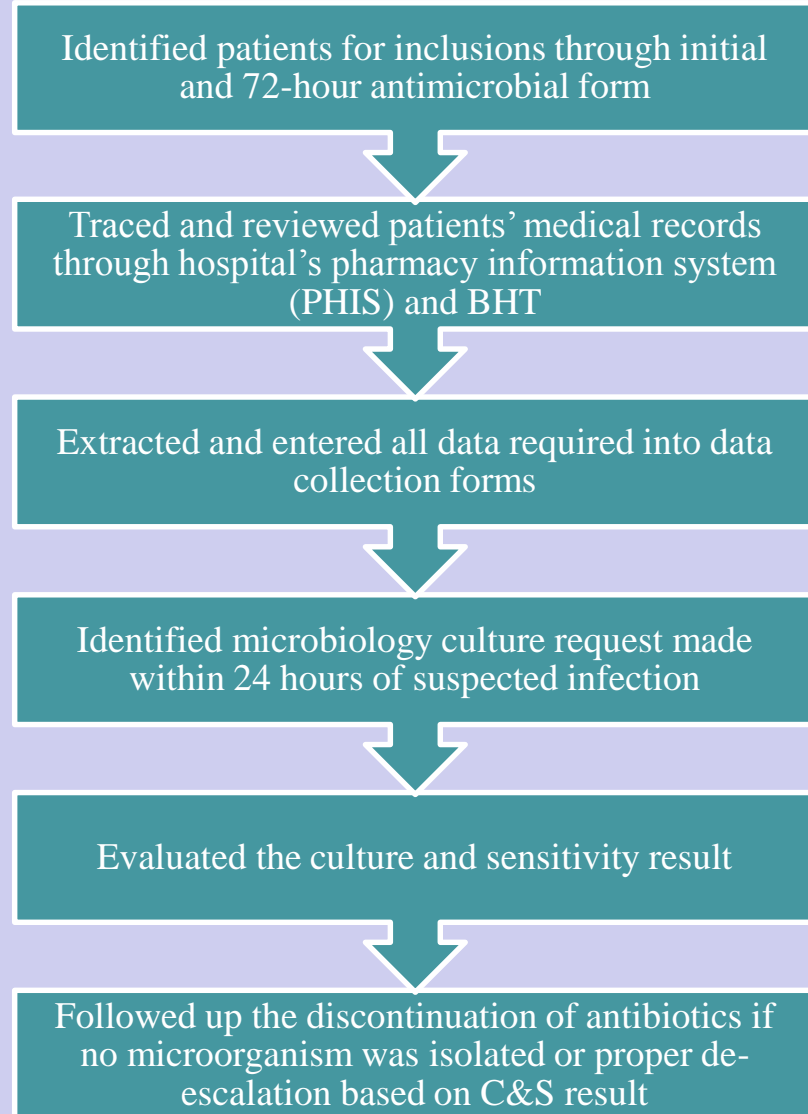 Identified patients for inclusions through initial
and 72-hour antimicrobial form
Traced and reviewed patients’ medical records
through hospital’s pharmacy information system
(PHIS) and BHT
Extracted and entered all data required into data
collection forms
Identified microbiology culture request made
within 24 hours of suspected infection
Evaluated the culture and sensitivity result
Followed up the discontinuation of antibiotics if
no microorganism was isolated or proper de-
escalation based on C&S result